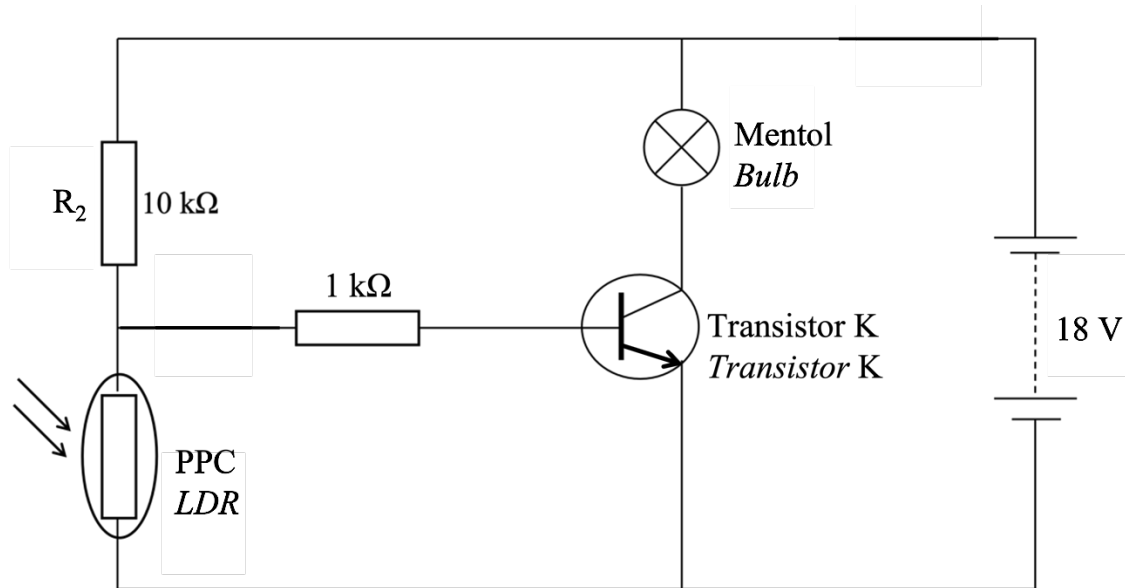 Mentol
Bulb
R₂
10 kΩ
1 kΩ
Transistor K
Transistor K
18 V
PPC
LDR